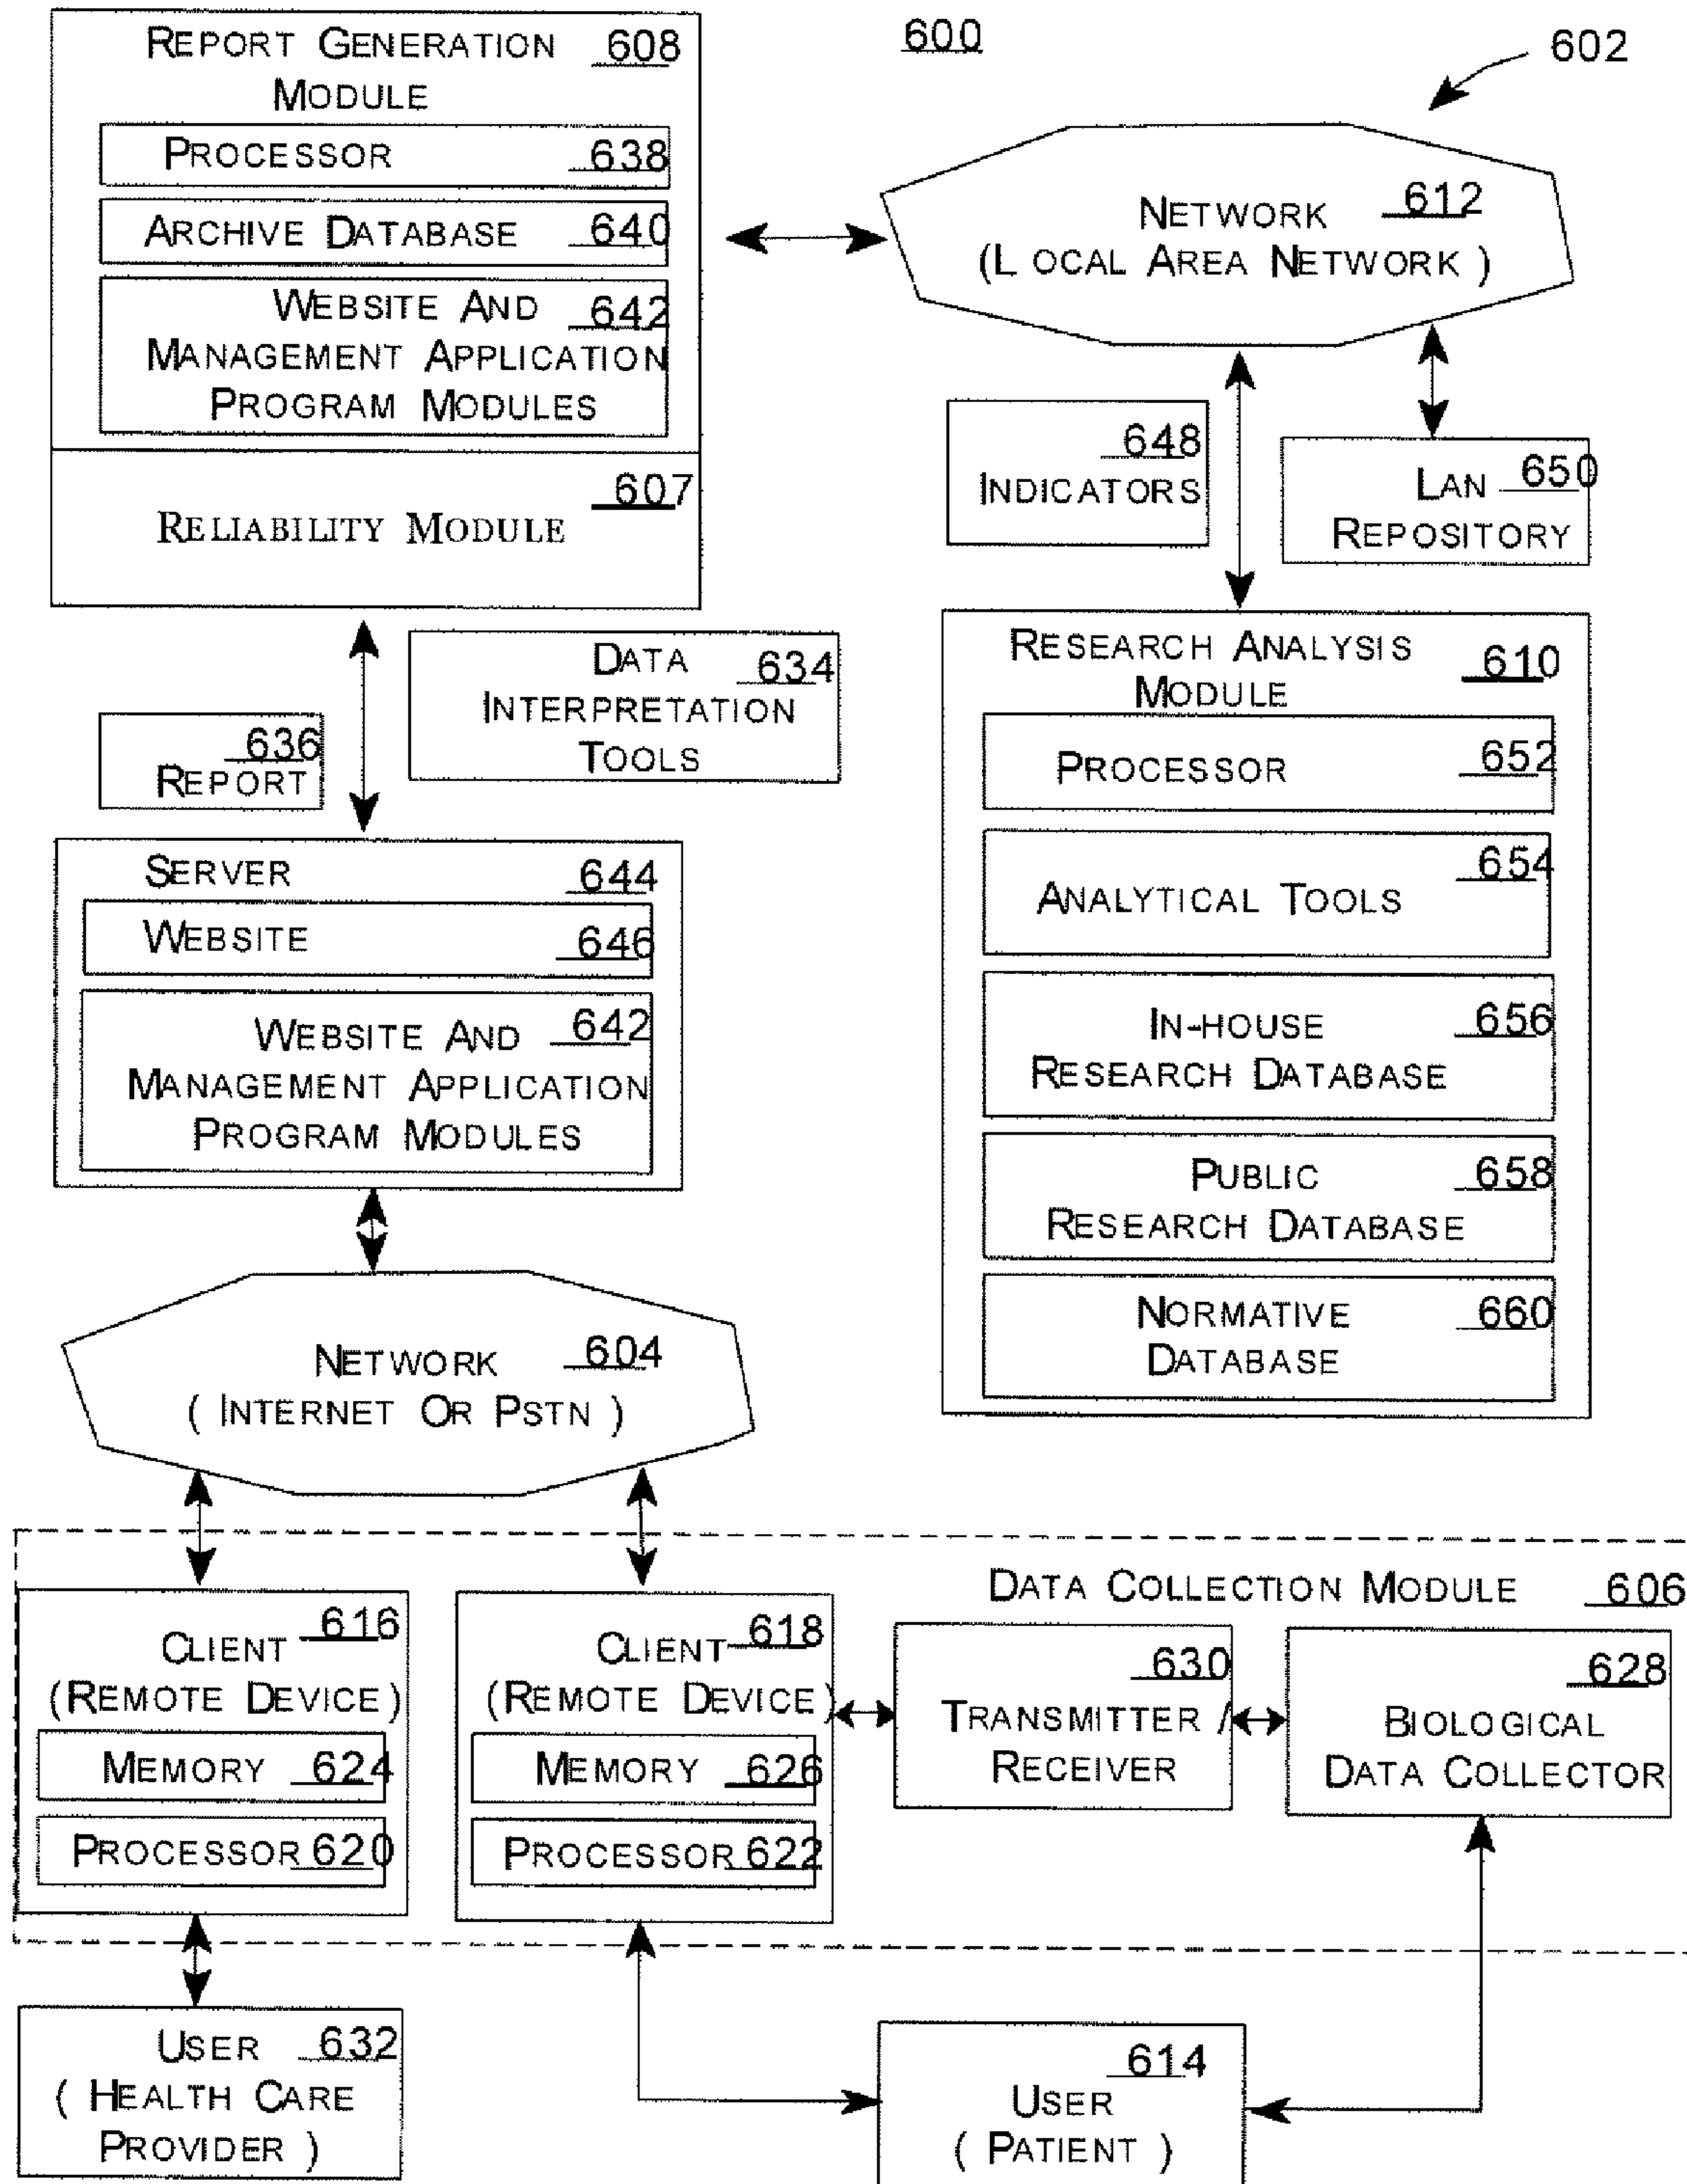 600
602
REPORT GENERATION 608
MODULE
PROCESSOR 638
ARCHIVE DATABASE 640
WEBSITE AND 642
MANAGEMENT APPLICATION
PROGRAM MODULES
607
RELIABILITY MODULE
NETWORK 612
(L OCAL AREA NETWORK )
648
INDICATORS
LAN 650
REPOSITORY
DATA 634
INTERPRETATION
TOOLS
636
REPORT
RESEARCH ANALYSIS
MODULE 610
PROCESSOR 652
654
ANALYTICAL TOOLS
IN-HOUSE 656
RESEARCH DATABASE
PUBLIC 658
RESEARCH DATABASE
NORMATIVE 660
DATABASE
SERVER 644
WEBSITE 646
WEBSITE AND 642
MANAGEMENT APPLICATION
PROGRAM MODULES
NETWORK 604
( INTERNET OR PSTN )
DATA COLLECTION MODULE 606
616
CLIENT
(REMOTE DEVICE)
MEMORY 624
PROCESSOR 620
CLIENT 618
(REMOTE DEVICE)
MEMORY 626
PROCESSOR 622
630
TRANSMITTER /
RECEIVER
628
BIOLOGICAL
DATA COLLECTOR
USER 632
( HEALTH CARE
PROVIDER )
614
USER
( PATIENT )